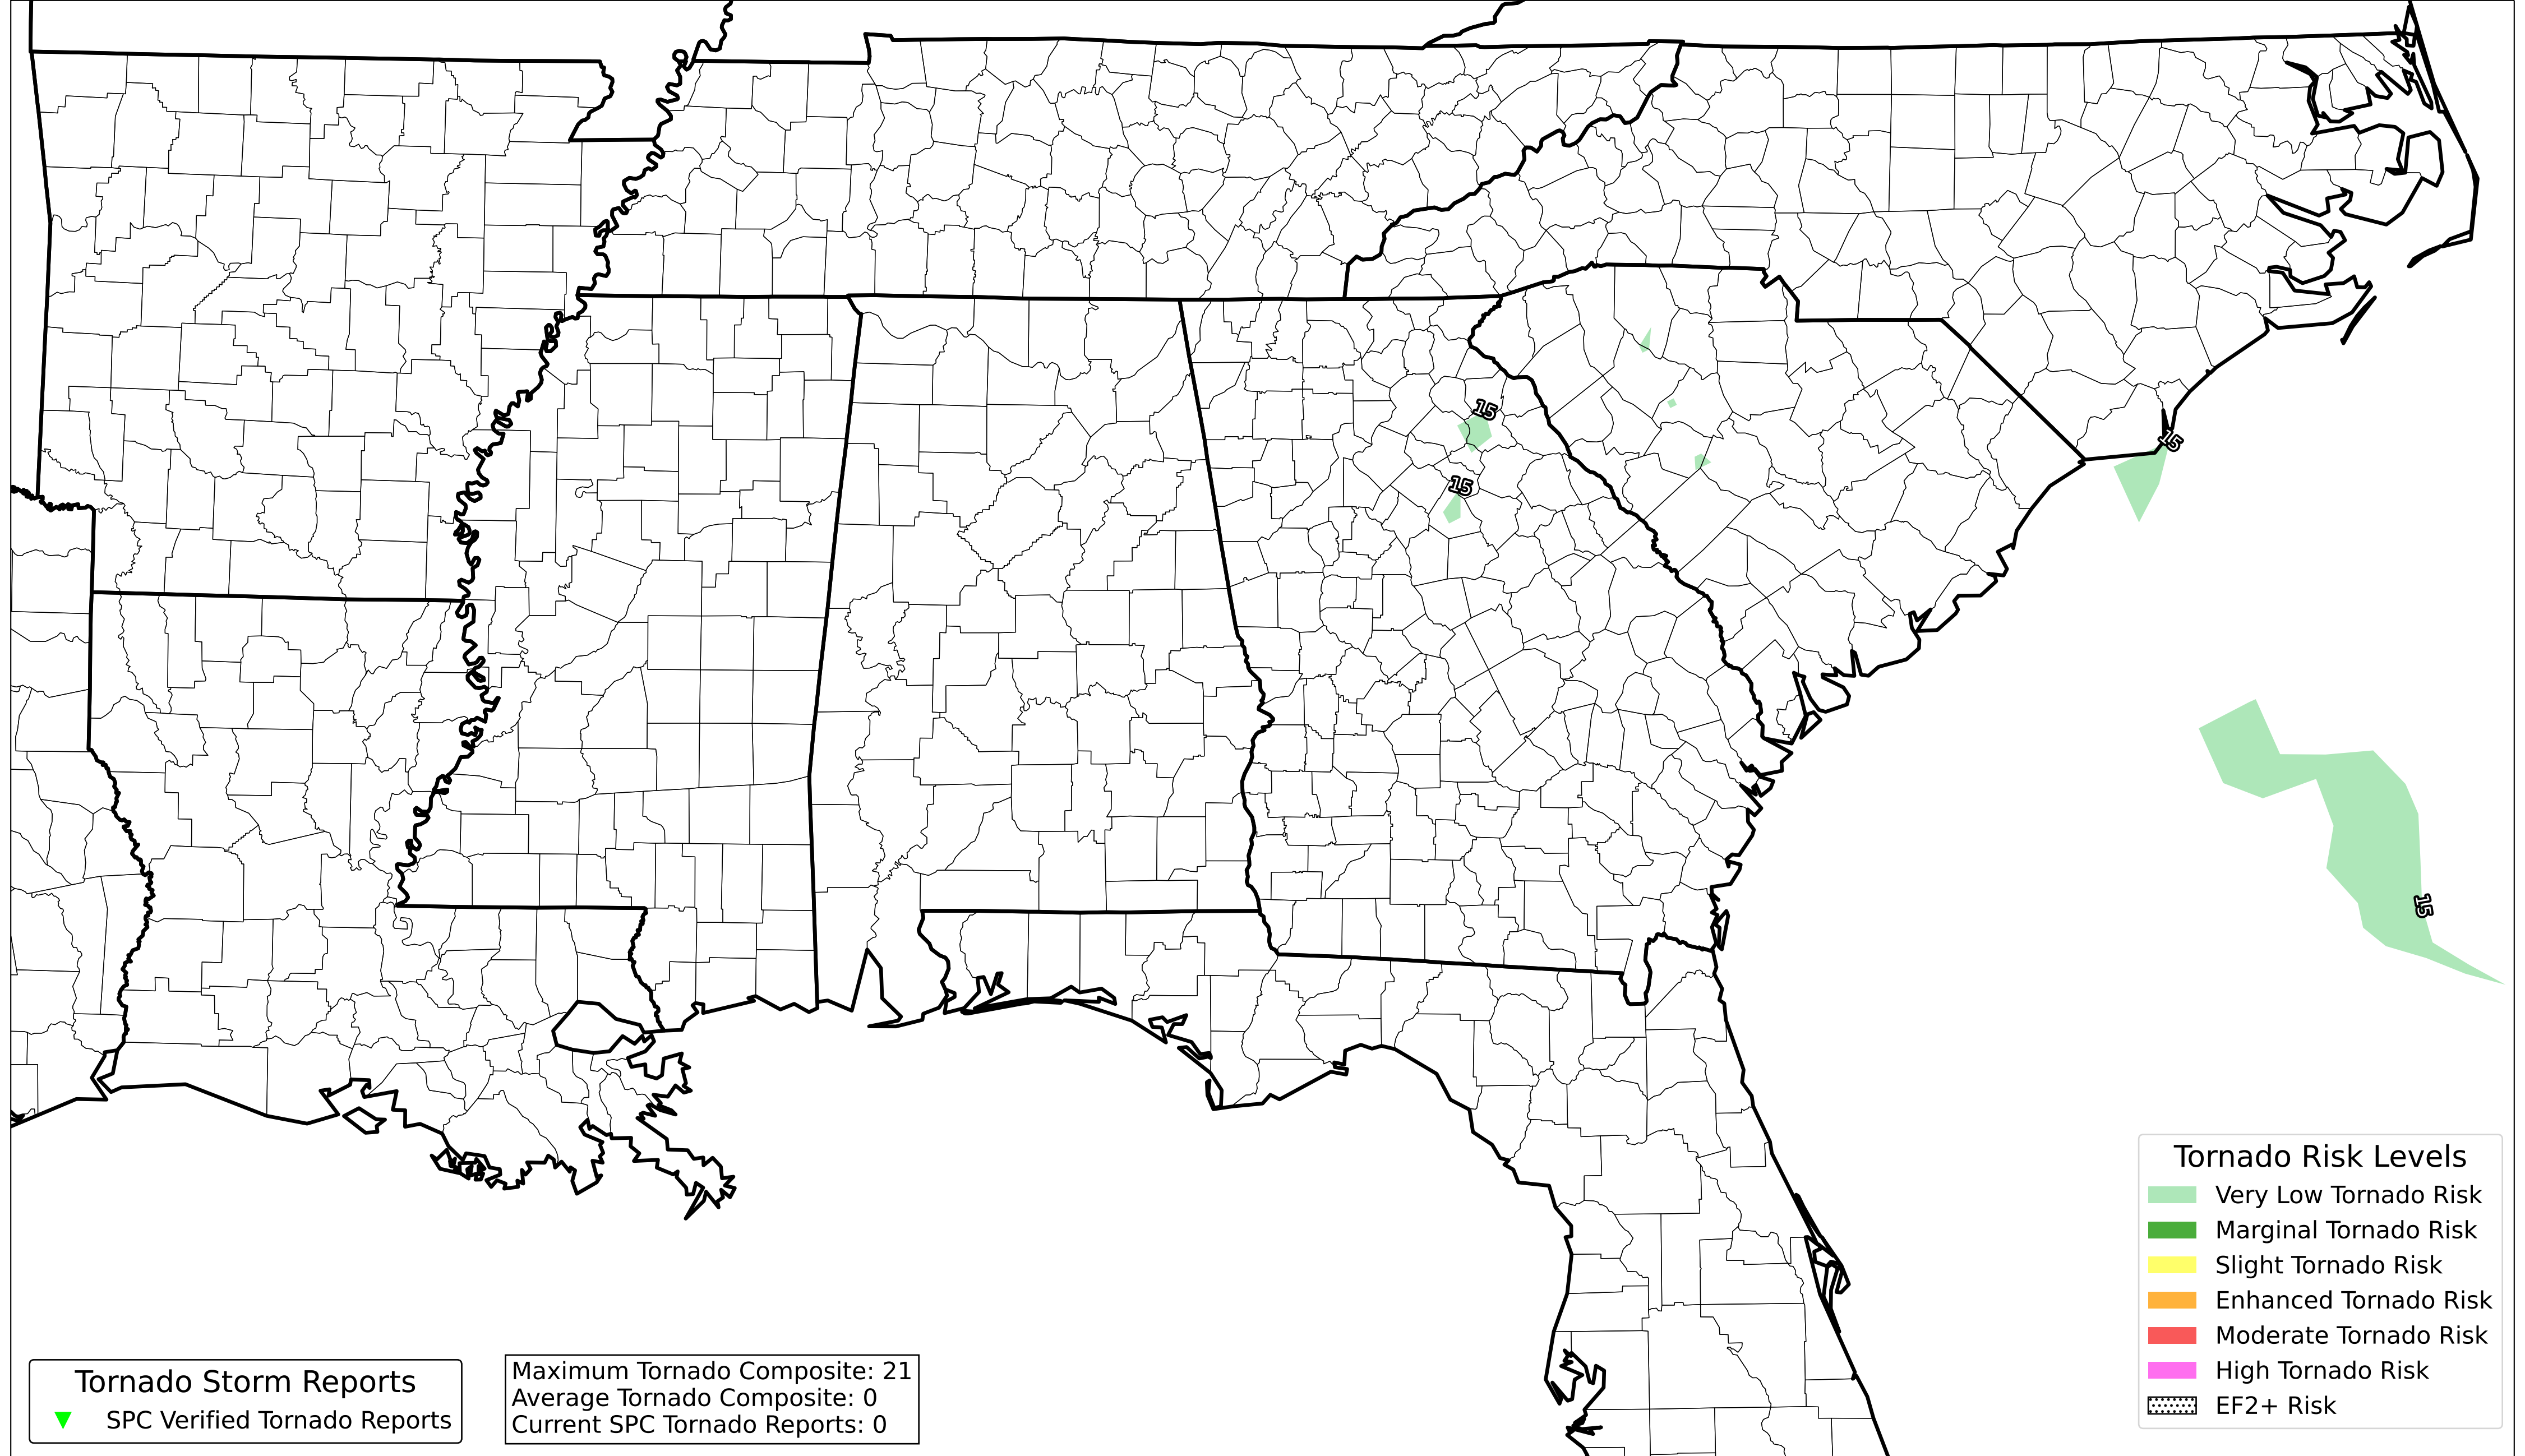 15
15
15
15
Tornado Risk Levels
Very Low Tornado Risk
Marginal Tornado Risk
Slight Tornado Risk
Enhanced Tornado Risk
Moderate Tornado Risk
High Tornado Risk
EF2+ Risk
Tornado Storm Reports
SPC Verified Tornado Reports
Maximum Tornado Composite: 21
Average Tornado Composite: 0
Current SPC Tornado Reports: 0